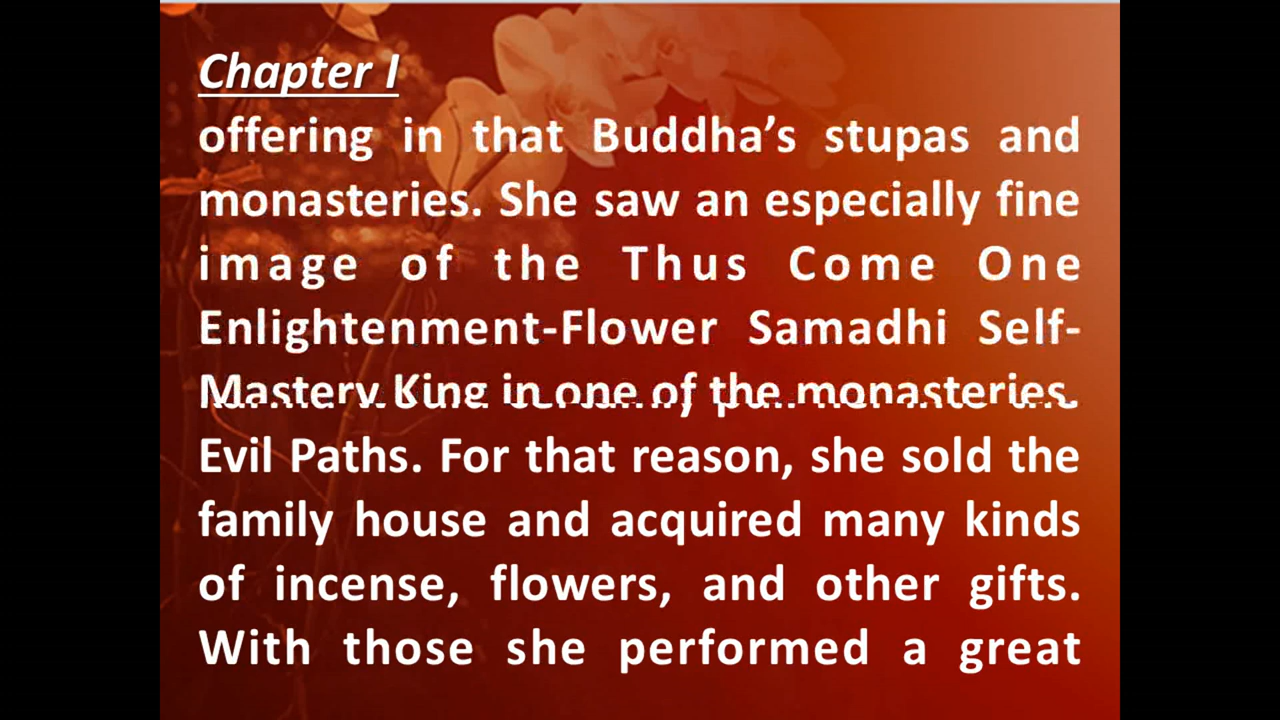 Chapter I
offering in that Buddha’s stupas and
monasteries. She saw an especially fine
image of the Thus Come One
Enlightenment-Flower Samadhi Self-
Mastery King in one of the monasteries.
Evil Paths. For that reason, she sold the
family house and acquired many kinds
of incense, flowers, and other gifts.
With those she performed a great